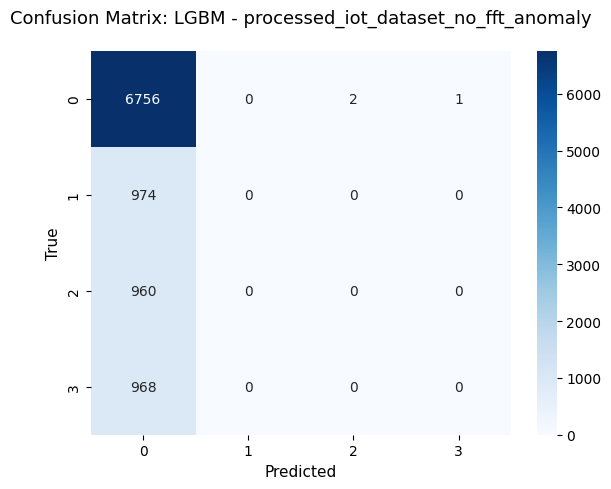 Confusion Matrix: LGBM - processed_iot_dataset_no_fft_anomaly
0 6756 0 2 1
1 974 0 0 0
2 960 0 0 0
3 968 0 0 0
0 1 2 3
True
Predicted
6000
5000
4000
3000
2000
1000
0